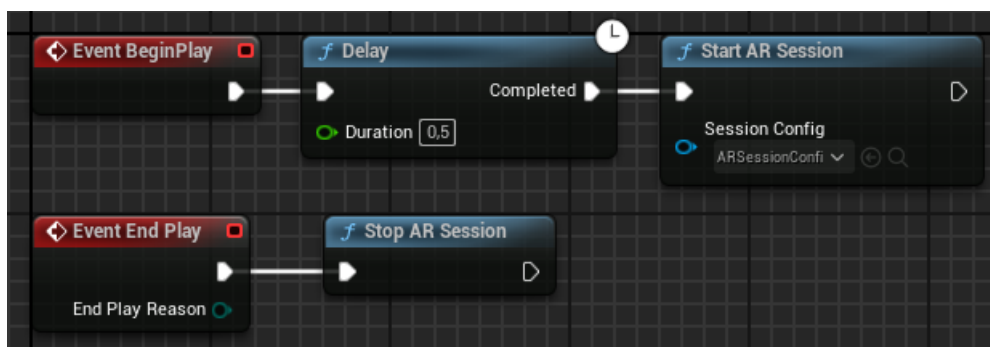 Event BeginPlay
f Delay
Completed
Duration 0,5
f Start AR Session
Session Config
ARSessionConfi
Event End Play
End Play Reason
f Stop AR Session